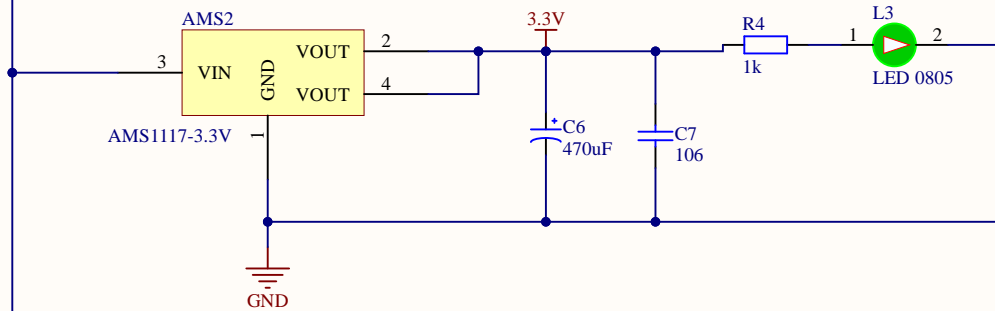 AMS2
3
VIN
GND
VOUT
2
VOUT
4
1
AMS1117-3.3V
GND
3.3V
C6
470uF
C7
106
R4
1k
L3
1
2
LED 0805